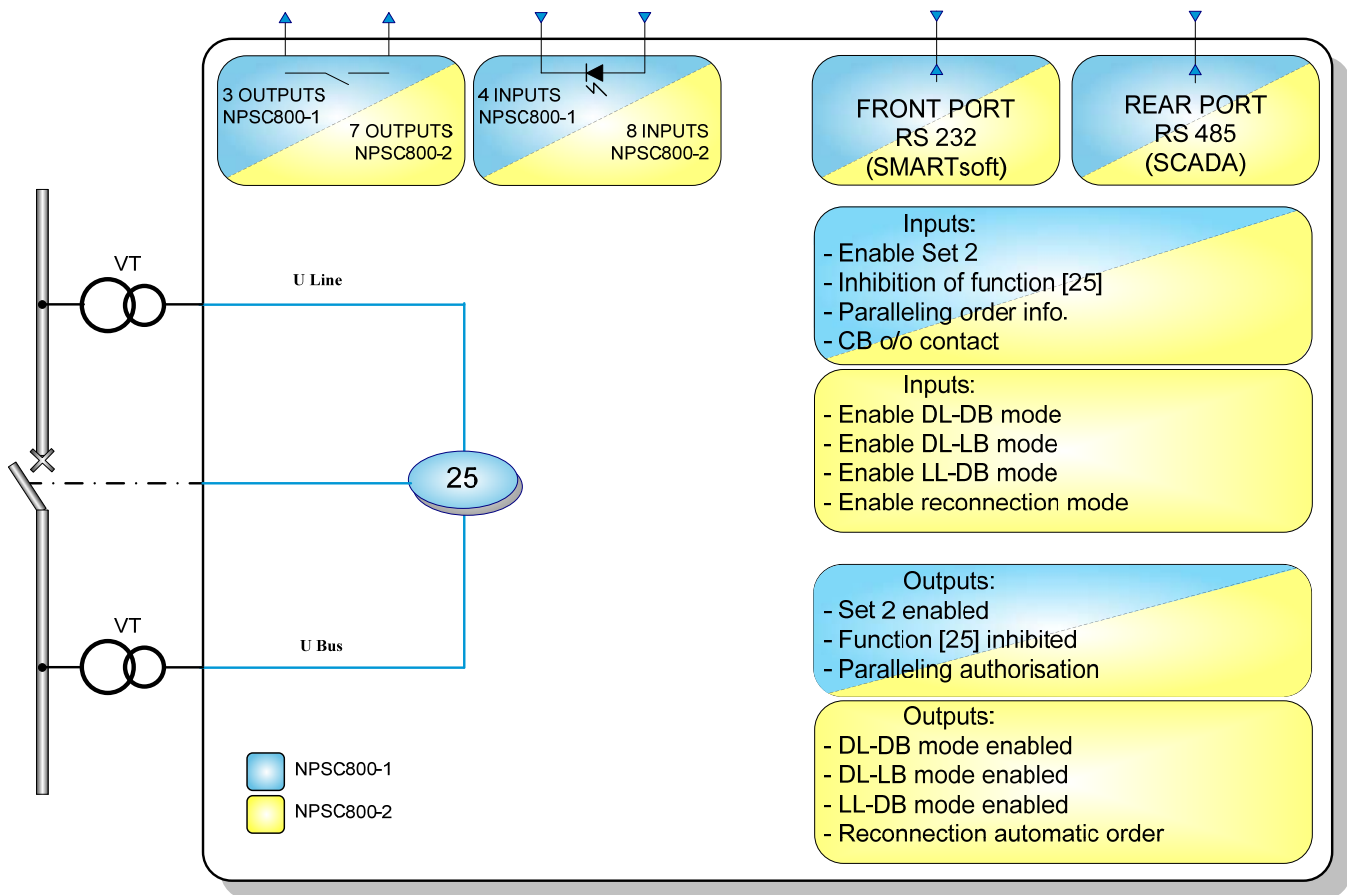 3 OUTPUTS
NPSC800-1
7 OUTPUTS
NPSC800-2
4 INPUTS
NPSC800-1
8 INPUTS
NPSC800-2
FRONT PORT
RS 232
(SMARTsoft)
REAR PORT
RS 485
(SCADA)
VT
U Line
25
VT
U Bus
Inputs:
- Enable Set 2
- Inhibition of function [25]
- Paralleling order info.
- CB o/o contact
Inputs:
- Enable DL-DB mode
- Enable DL-LB mode
- Enable LL-DB mode
- Enable reconnection mode
Outputs:
- Set 2 enabled
- Function [25] inhibited
- Paralleling authorisation
Outputs:
- DL-DB mode enabled
- DL-LB mode enabled
- LL-DB mode enabled
- Reconnection automatic order
NPSC800-1
NPSC800-2